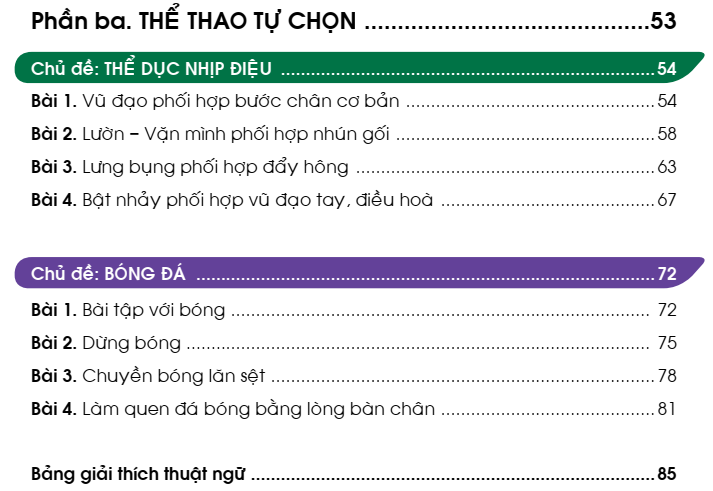 Phần ba. THỂ THAO TỰ CHỌN ........................................53
Chủ đề: THỂ DỤC NHỊP ĐIỆU ........................................54
Bài 1. Vũ đạo phối hợp bước chân cơ bản ........................................54
Bài 2. Lườn – Vặn mình phối hợp nhún gối ........................................58
Bài 3. Lưng bụng phối hợp đẩy hông ........................................63
Bài 4. Bật nhảy phối hợp vũ đạo tay, điều hoà ........................................67
Chủ đề: BÓNG ĐÁ ........................................72
Bài 1. Bài tập với bóng ........................................ 72
Bài 2. Dừng bóng ........................................ 75
Bài 3. Chuyền bóng lăn sệt ........................................78
Bài 4. Làm quen đá bóng bằng lòng bàn chân ........................................81
Bảng giải thích thuật ngữ ........................................85